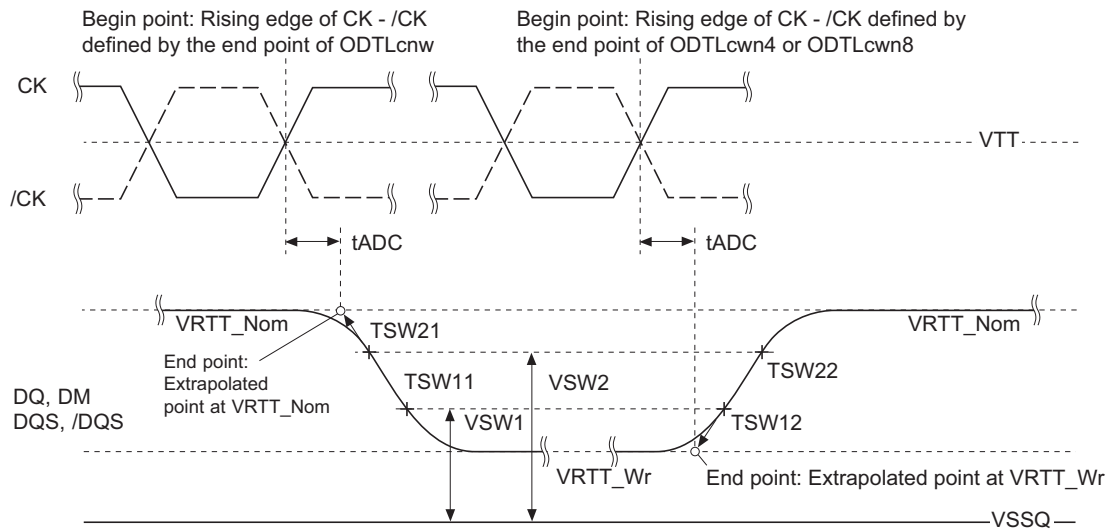 Begin point: Rising edge of CK - /CK
defined by the end point of ODTLcnw
Begin point: Rising edge of CK - /CK defined by
the end point of ODTLcwn4 or ODTLcwn8
CK
VTT
/CK
tADC
tADC
VRTT_Nom
TSW21
VRTT_Nom
End point:
Extrapolated
point at VRTT_Nom
TSW11
VSW2
TSW22
DQ, DM
DQS, /DQS
VSW1
TSW12
VRTT_Wr
End point: Extrapolated point at VRTT_Wr
VSSQ